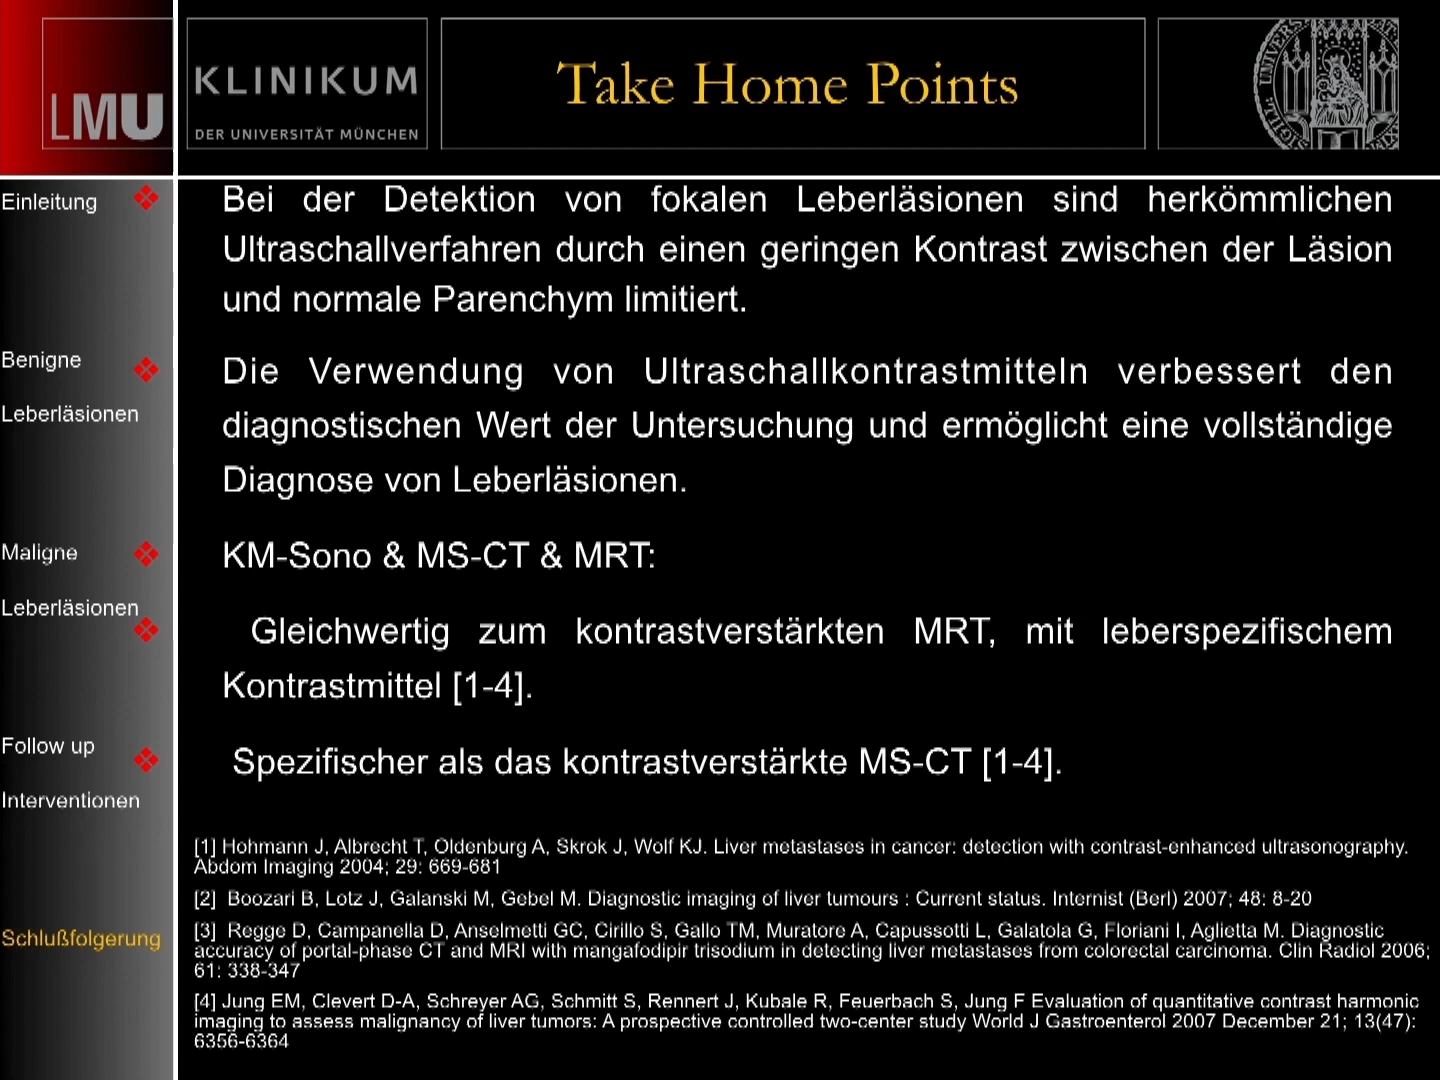 LMU
KLINIKUM
DER UNIVERSITÄT MÜNCHEN
Take Home Points
Einleitung
Benigne
Leberläsionen
Maligne
Leberläsionen
Follow up
Interventionen
Schlußfolgerung
Bei der Detektion von fokalen Leberläsionen sind herkömmlichen
Ultraschallverfahren durch einen geringen Kontrast zwischen der Läsion
und normale Parenchym limitiert.
Die Verwendung von Ultraschallkontrastmitteln verbessert den
diagnostischen Wert der Untersuchung und ermöglicht eine vollständige
Diagnose von Leberläsionen.
KM-Sono & MS-CT & MRT:
Gleichwertig zum kontrastverstärkten MRT, mit leberspezifischem
Kontrastmittel [1-4].
Spezifischer als das kontrastverstärkte MS-CT [1-4].
[1] Hohmann J, Albrecht T, Oldenburg A, Skrok J, Wolf KJ. Liver metastases in cancer: detection with contrast-enhanced ultrasonography.
Abdom Imaging 2004; 29: 669-681
[2] Boozari B, Lotz J, Galanski M, Gebel M. Diagnostic imaging of liver tumours : Current status. Internist (Berl) 2007; 48: 8-20
[3] Regge D, Campanella D, Anselmetti GC, Cirillo S, Gallo TM, Muratore A, Capussotti L, Galatola G, Floriani I, Aglietta M. Diagnostic
accuracy of portal-phase CT and MRI with mangafodipir trisodium in detecting liver metastases from colorectal carcinoma. Clin Radiol 2006;
61: 338-347
[4] Jung EM, Clevert D-A, Schreyer AG, Schmitt S, Rennert J, Kubale R, Feuerbach S, Jung F Evaluation of quantitative contrast harmonic
imaging to assess malignancy of liver tumors: A prospective controlled two-center study World J Gastroenterol 2007 December 21; 13(47):
6356-6364